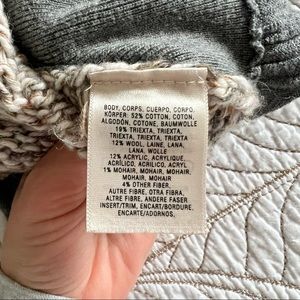 BODY, CORPS, CUERPO, CORPO,
KÖRPER: 52% COTTON, COTON,
ALGODÓN, COTONE, BAUMWOLLE
19% TRIEXTA, TRIEXTA,
TRIEXTA, TRIEXTA, TRIEXTA
12% WOOL, LAINE, LANA,
LANA, WOLLE
12% ACRYLIC, ACRYLIQUE,
ACRÍLICO, ACRILICO, ACRYL
1% MOHAIR, MOHAIR, MOHAIR,
MOHAIR, MOHAIR
4% OTHER FIBER,
AUTRE FIBRE, OTRA FIBRA,
ALTRE FIBRE, ANDERE FASER
INSERT/TRIM, ENCART/BORDURE,
ENCARTE/ADORNOS,